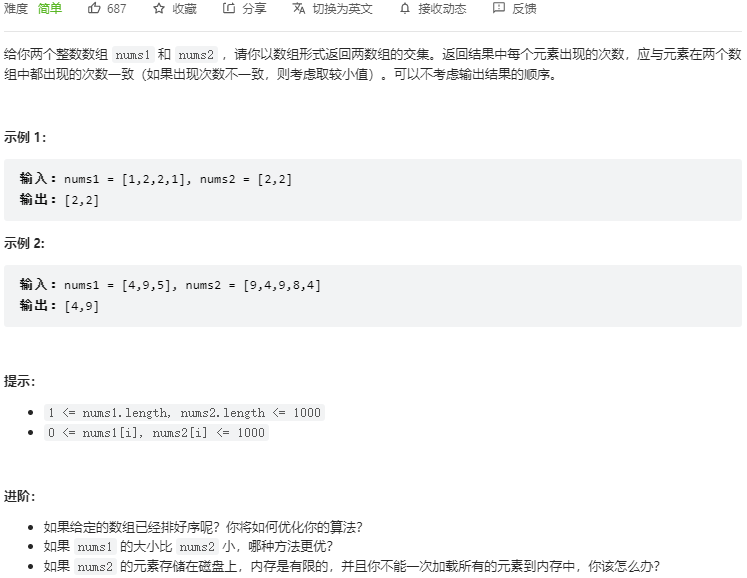 难度 简单 687 收藏 分享 切换为英文 接收动态 反馈
给你两个整数数组 nums1 和 nums2 ，请你以数组形式返回两数组的交集。返回结果中每个元素出现的次数，应与元素在两个数
组中都出现的次数一致（如果出现次数不一致，则考虑取较小值）。可以不考虑输出结果的顺序。
示例 1：
输入：nums1 = [1,2,2,1], nums2 = [2,2]
输出：[2,2]
示例 2:
输入：nums1 = [4,9,5], nums2 = [9,4,9,8,4]
输出：[4,9]
提示：
1 <= nums1.length, nums2.length <= 1000
0 <= nums1[i], nums2[i] <= 1000
进阶：
如果给定的数组已经排好序呢？你将如何优化你的算法？
如果 nums1 的大小比 nums2 小，哪种方法更优？
如果 nums2 的元素存储在磁盘上，内存是有限的，并且你不能一次加载所有的元素到内存中，你该怎么办？